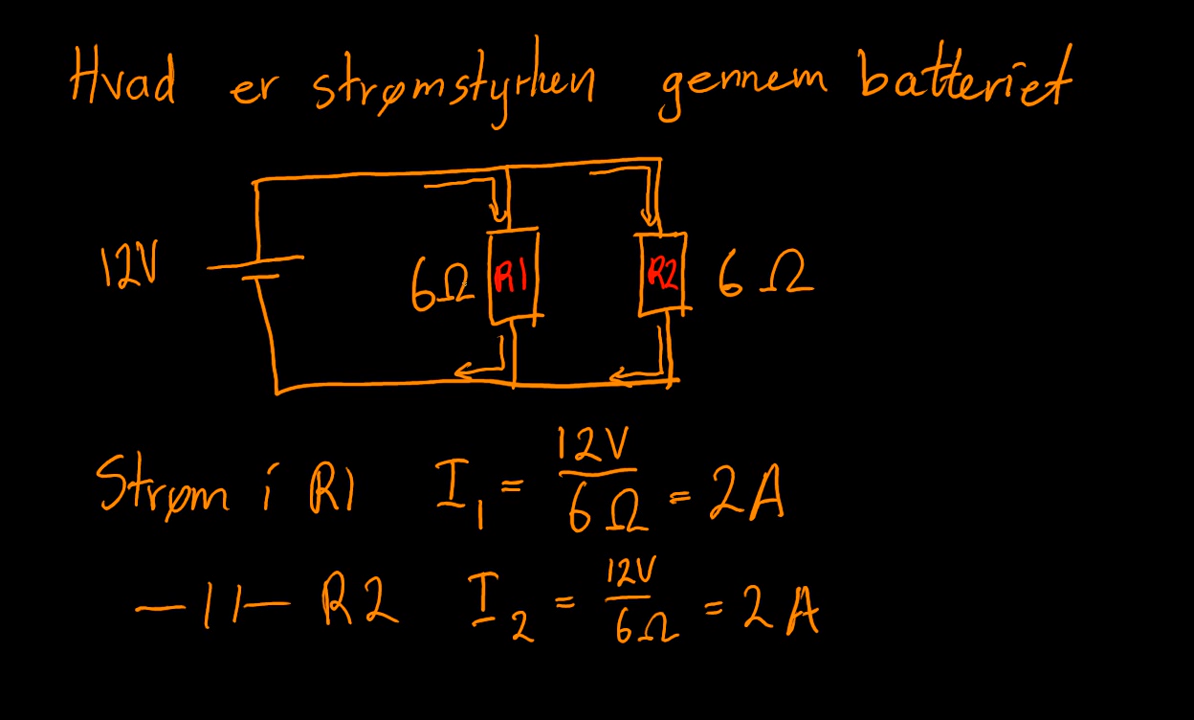 Hvad er strømstyrken gennem batteriet
12V 6Ω R1 R2 6Ω
Strøm i R1 I₁ = 12V/6Ω = 2A
—||— R2 I₂ = 12V/6Ω = 2A